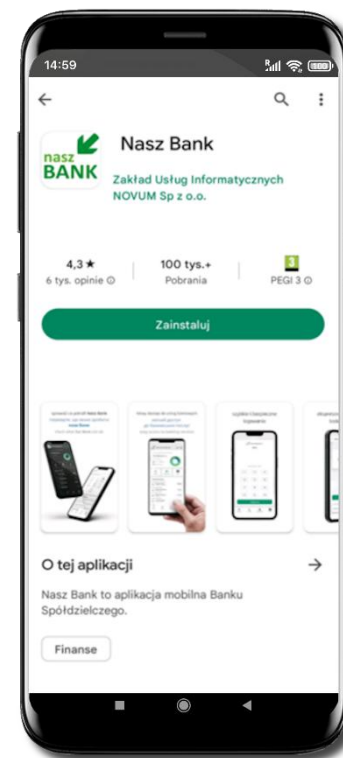 14:59
nasz
BANK
Nasz Bank
Zakład Usług Informatycznych
NOVUM Sp z o.o.
4,3★
6 tys. opinie
100 tys.+
Pobrania
3
PEGI 3
Zainstaluj
O tej aplikacji
Nasz Bank to aplikacja mobilna Banku
Spółdzielczego.
Finanse